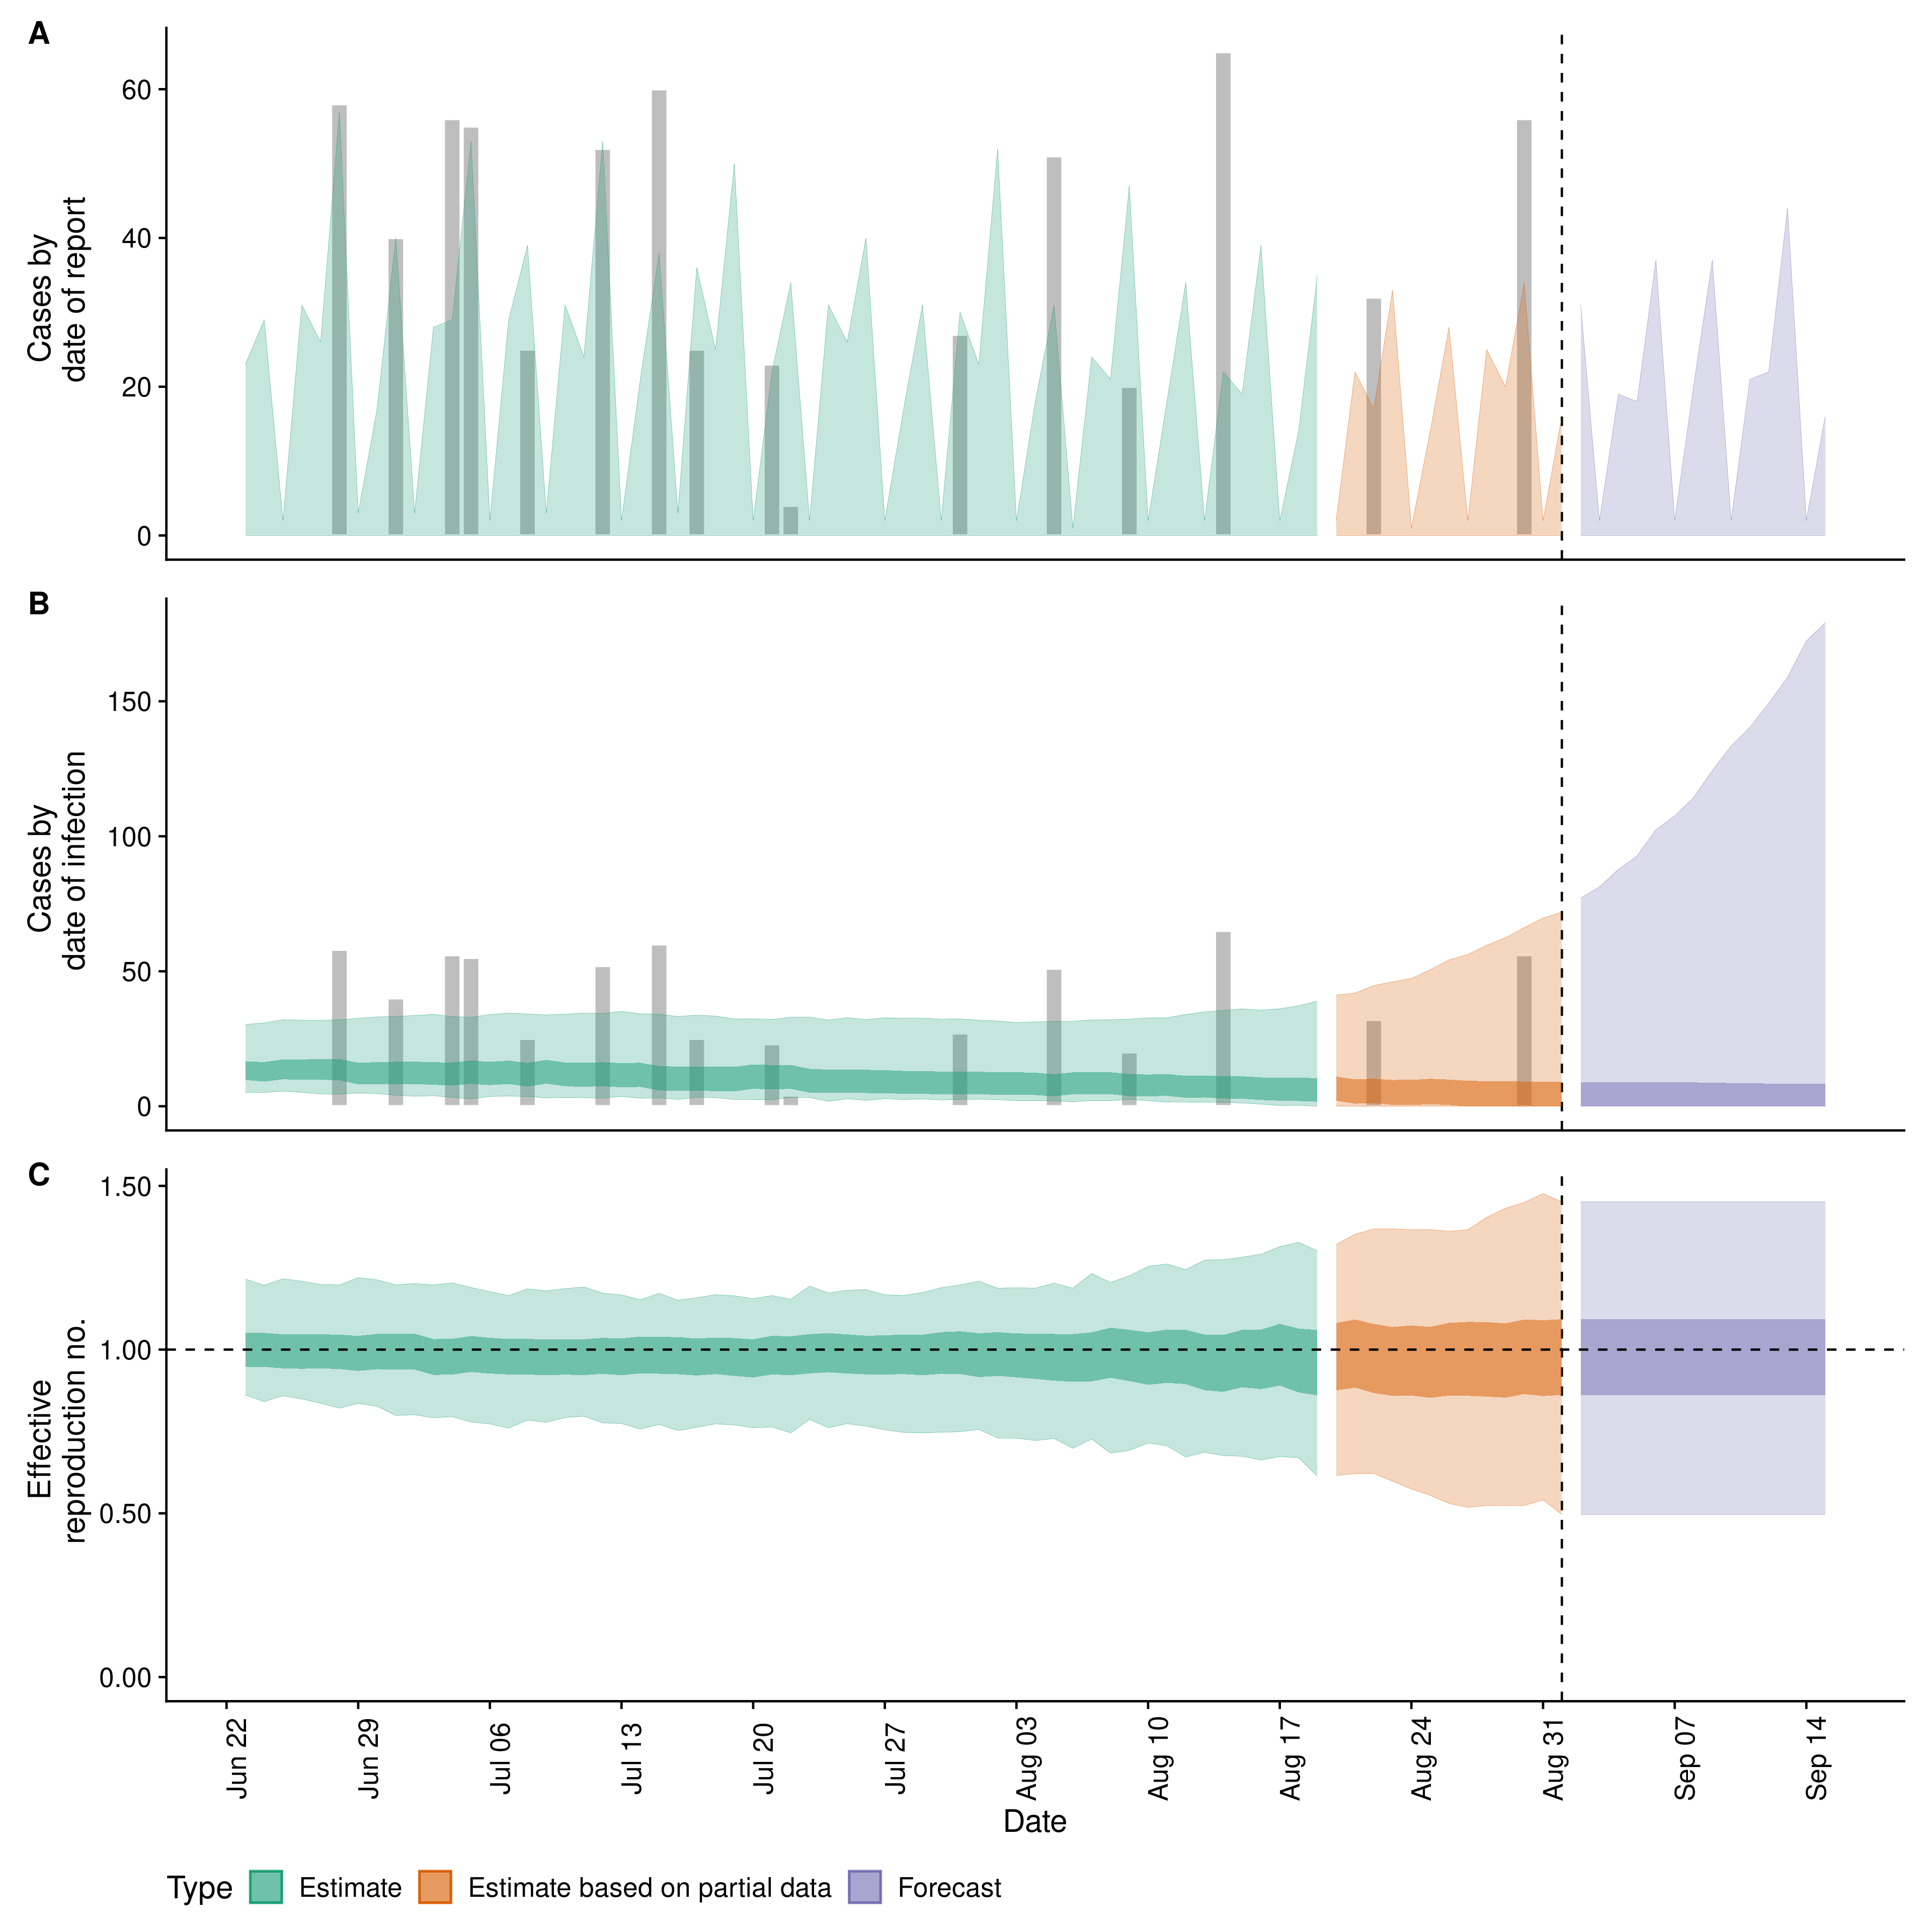 A
Cases by
date of report
60
40
20
0
B
Cases by
date of infection
150
100
50
0
C
Effective
reproduction no.
1.50
1.00
0.50
0.00
Jun 22
Jun 29
Jul 06
Jul 13
Jul 20
Jul 27
Aug 03
Aug 10
Aug 17
Aug 24
Aug 31
Sep 07
Sep 14
Date
Type Estimate Estimate based on partial data Forecast